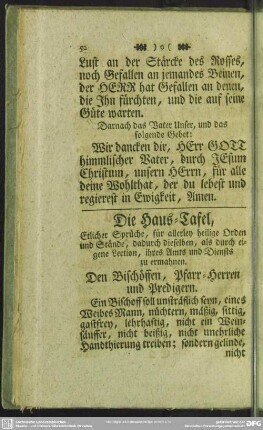 52 )o(
Lust an der Stärcke des Rosses,
noch Gefallen an jemandes Beinen,
der HERR hat Gefallen an denen,
die Ihn fürchten, und die auf seine
Güte warten.
Darnach das Vater Unser, und das
folgende Gebet:
Wir dancken dir, HErr GOTT
himmlischer Vater, durch JEsum
Christum, unsern HErrn, für alle
deine Wohlthat, der du lebest und
regierest in Ewigkeit, Amen.
Die Haus-Tafel,
Etlicher Sprüche, für allerley heilige Orden
und Stände, dadurch dieselben, als durch ei-
gene Lection, ihres Amts und Diensts
zu ermahnen.
Den Bischöffen, Pfarr-Herren
und Predigern.
Ein Bischoff soll unsträflich seyn, eines
Weibes Mann, nüchtern, mäßig, sittig,
gastfrey, lehrhafftig, nicht ein Wein-
säuffer, nicht beißig, nicht unehrliche
Handthierung treiben; sondern gelinde,
nicht